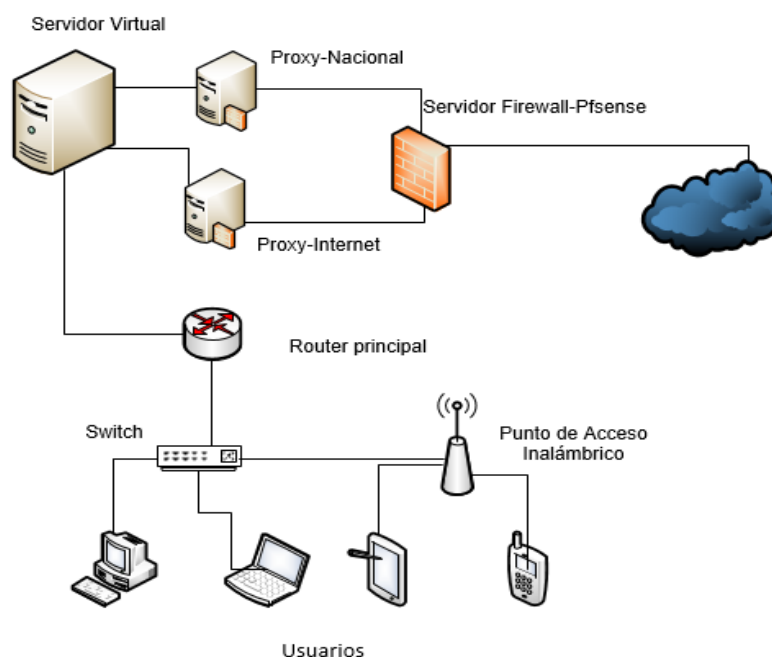 Servidor Virtual
Proxy-Nacional
Servidor Firewall-Pfsense
Proxy-Internet
Router principal
Switch
Punto de Acceso
Inalámbrico
Usuarios